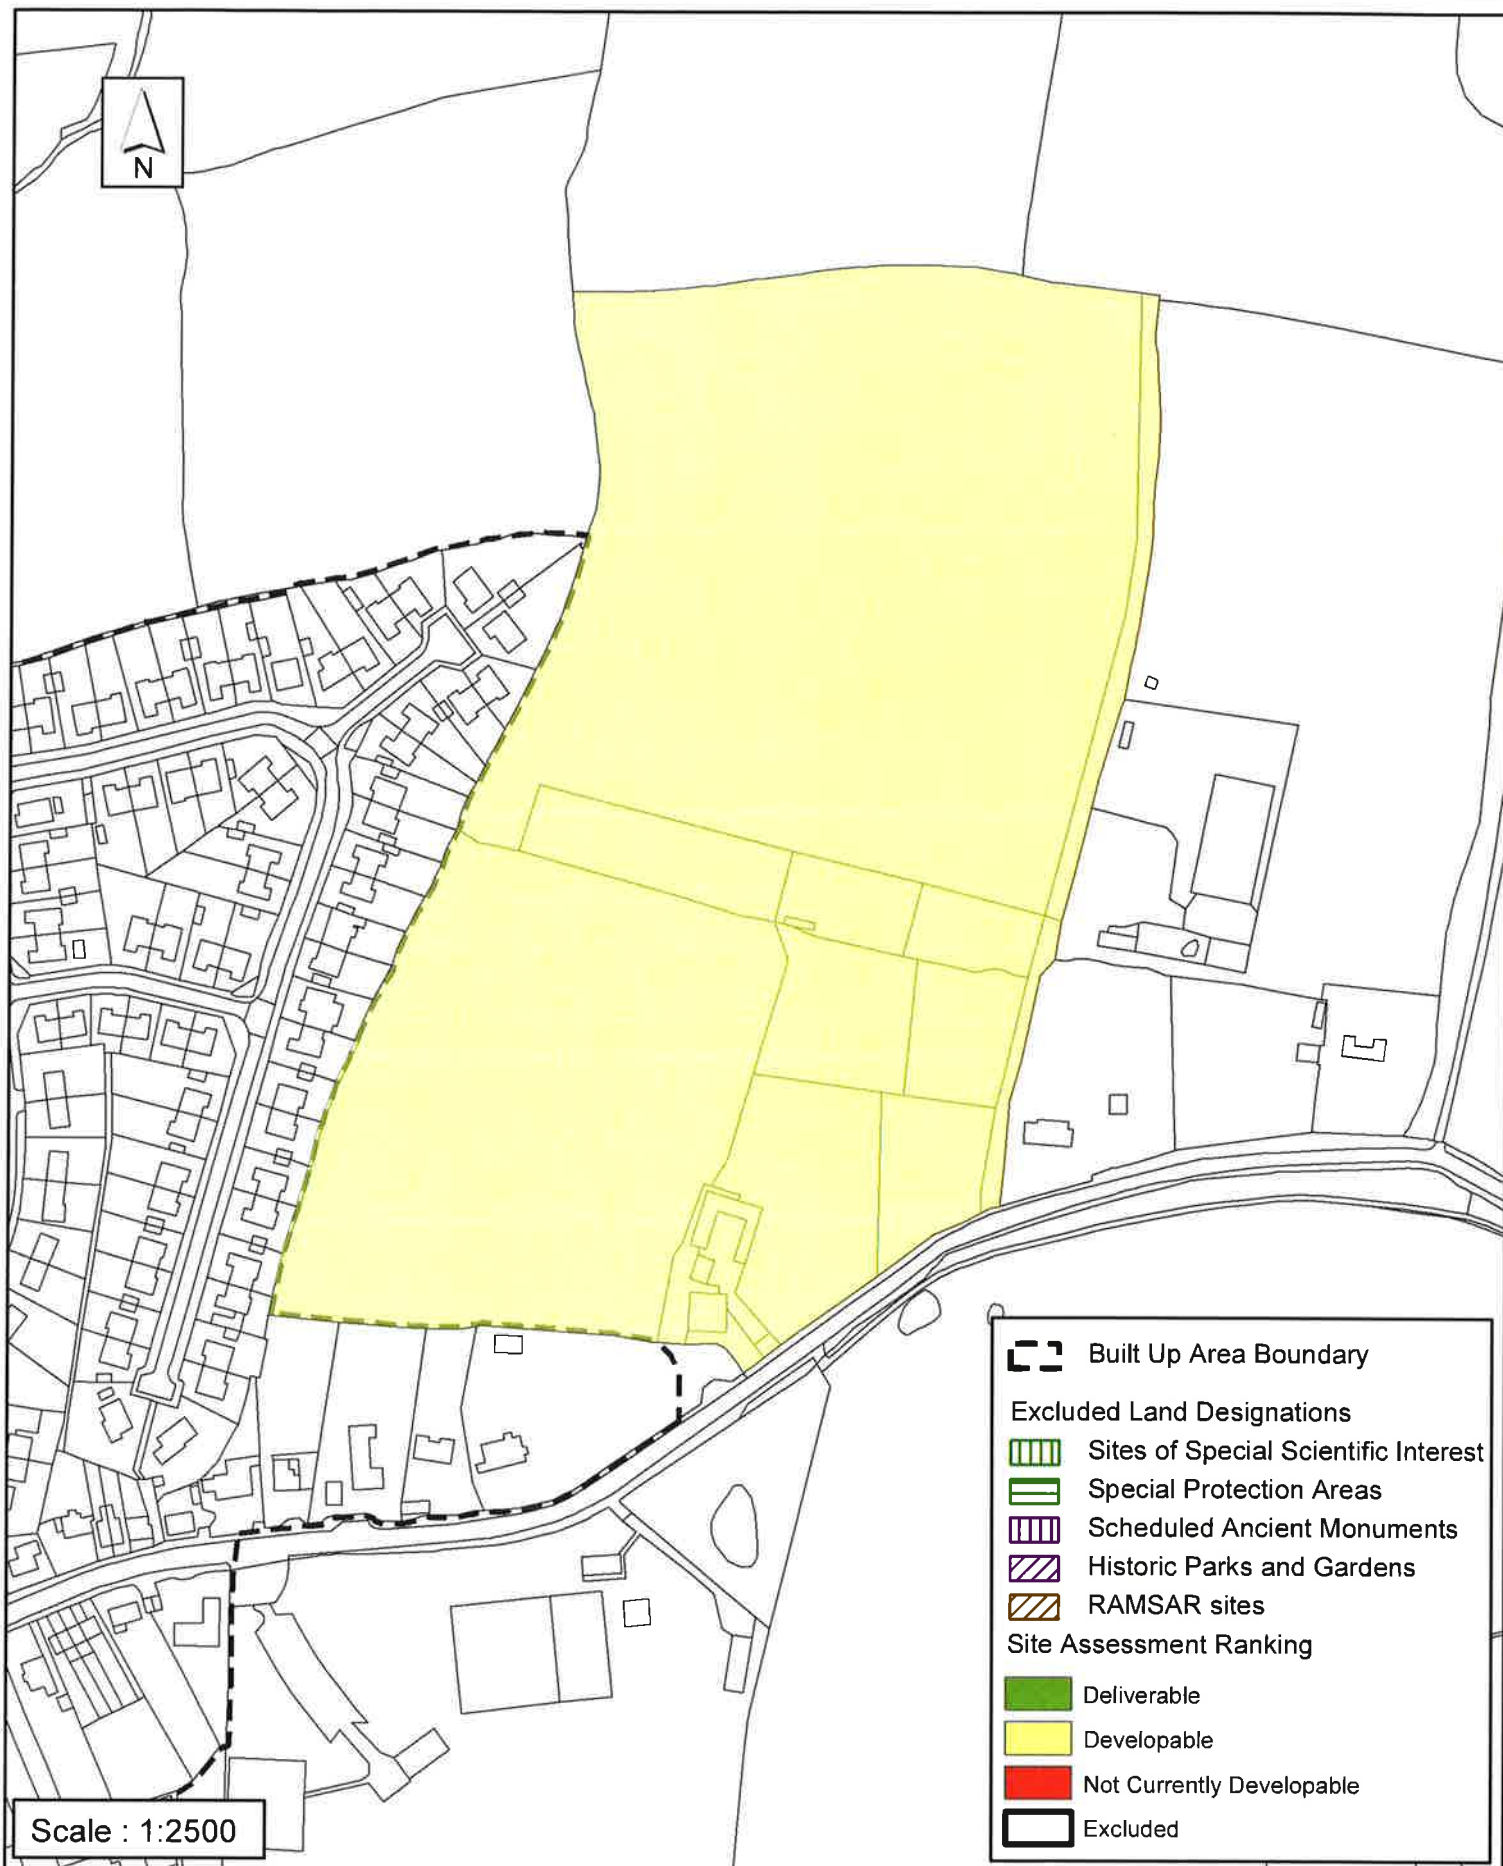 N
Built Up Area Boundary
Excluded Land Designations
Sites of Special Scientific Interest
Special Protection Areas
Scheduled Ancient Monuments
Historic Parks and Gardens
RAMSAR sites
Site Assessment Ranking
Deliverable
Developable
Not Currently Developable
Excluded
Scale : 1:2500